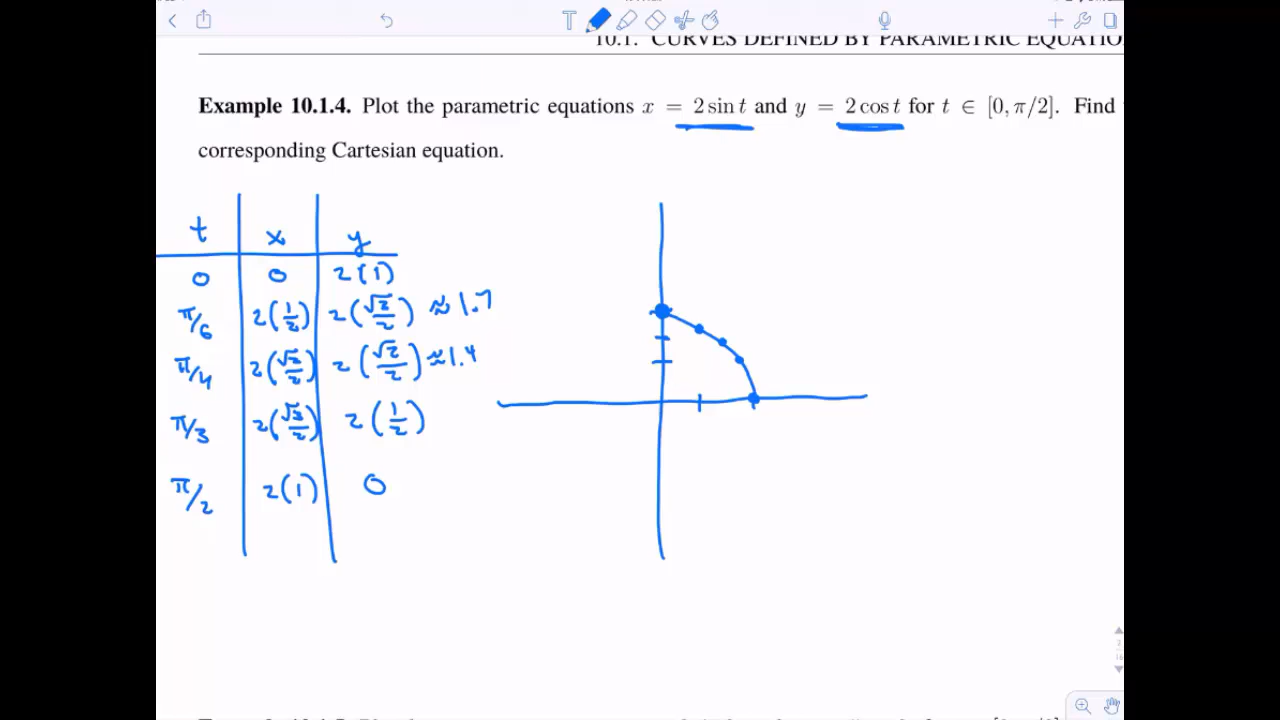 10.1. CURVES DEFINED BY PARAMETRIC EQUATIO
Example 10.1.4. Plot the parametric equations x = 2 sin t and y = 2 cos t for t ∈ [0, π/2]. Find
corresponding Cartesian equation.
t x y
0 0 2(1)
π/6 2(1/2) 2(√3/2) ≈ 1.7
π/4 2(√2/2) 2(√2/2) ≈ 1.4
π/3 2(√3/2) 2(1/2)
π/2 2(1) 0